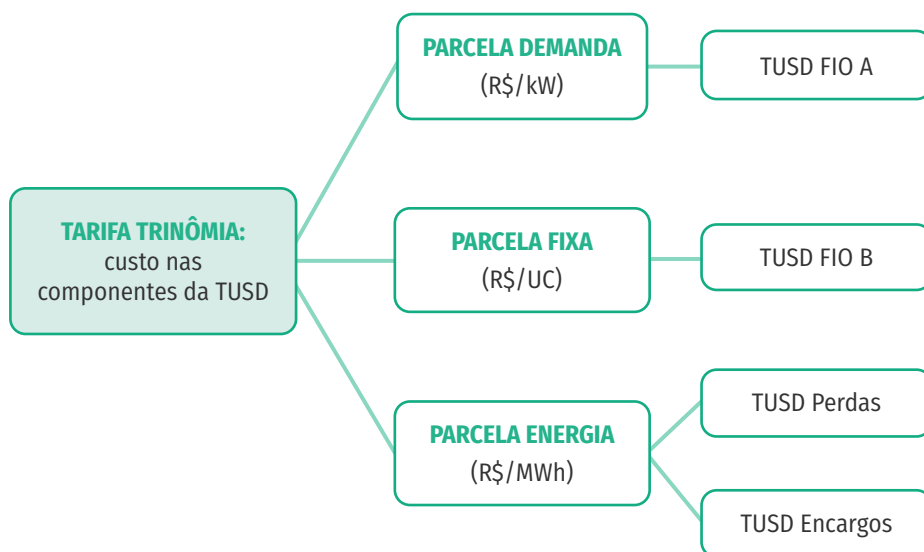 TARIFA TRINÔMIA:
custo nas
componentes da TUSD
PARCELA DEMANDA
(R$/kW)
TUSD FIO A
PARCELA FIXA
(R$/UC)
TUSD FIO B
PARCELA ENERGIA
(R$/MWh)
TUSD Perdas
TUSD Encargos